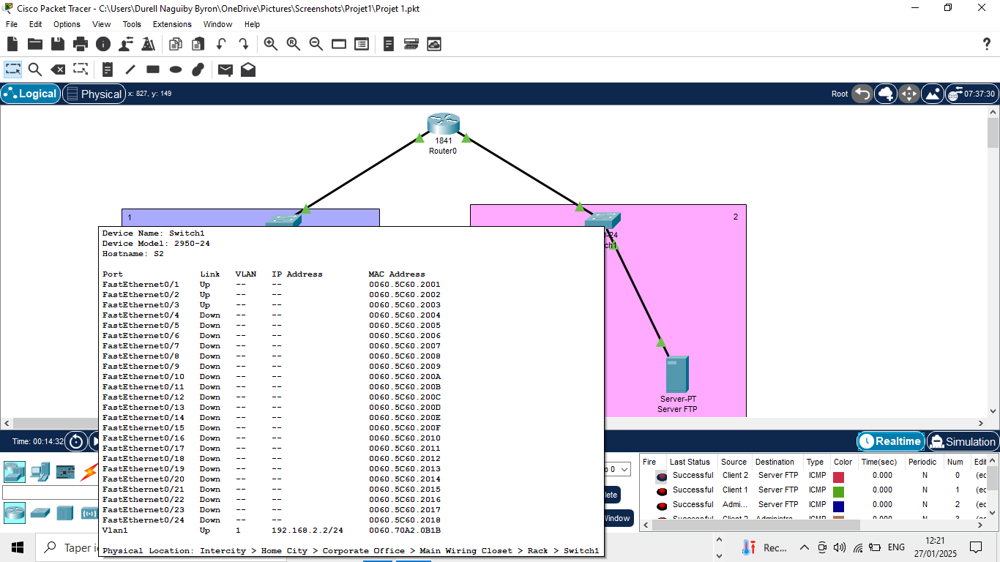 Cisco Packet Tracer - C:\Users\Durell Naguiby Byron\OneDrive\Pictures\Screenshots\Projet1\Projet 1.pkt
File Edit Options View Tools Extensions Window Help
Logical Physical x: 827, y: 149 Root 07:37:30
1841
Router0
1
2
Device Name: Switch1
Device Model: 2950-24
Hostname: S2
Port Link VLAN IP Address MAC Address
FastEthernet0/1 Up -- -- 0060.5C60.2001
FastEthernet0/2 Up -- -- 0060.5C60.2002
FastEthernet0/3 Up -- -- 0060.5C60.2003
FastEthernet0/4 Down -- -- 0060.5C60.2004
FastEthernet0/5 Down -- -- 0060.5C60.2005
FastEthernet0/6 Down -- -- 0060.5C60.2006
FastEthernet0/7 Down -- -- 0060.5C60.2007
FastEthernet0/8 Down -- -- 0060.5C60.2008
FastEthernet0/9 Down -- -- 0060.5C60.2009
FastEthernet0/10 Down -- -- 0060.5C60.200A
FastEthernet0/11 Down -- -- 0060.5C60.200B
FastEthernet0/12 Down -- -- 0060.5C60.200C
FastEthernet0/13 Down -- -- 0060.5C60.200D
FastEthernet0/14 Down -- -- 0060.5C60.200E
FastEthernet0/15 Down -- -- 0060.5C60.200F
FastEthernet0/16 Down -- -- 0060.5C60.2010
FastEthernet0/17 Down -- -- 0060.5C60.2011
FastEthernet0/18 Down -- -- 0060.5C60.2012
FastEthernet0/19 Down -- -- 0060.5C60.2013
FastEthernet0/20 Down -- -- 0060.5C60.2014
FastEthernet0/21 Down -- -- 0060.5C60.2015
FastEthernet0/22 Down -- -- 0060.5C60.2016
FastEthernet0/23 Down -- -- 0060.5C60.2017
FastEthernet0/24 Down -- -- 0060.5C60.2018
Vlan1 Up 1 192.168.2.2/24 0060.70A2.0B1B
Physical Location: Intercity > Home City > Corporate Office > Main Wiring Closet > Rack > Switch1
-24
ch1
Server-PT
Server FTP
Time: 00:14:32
Realtime Simulation
o 0
lete
Window
Fire Last Status Source Destination Type Color Time(sec) Periodic Num Edi
Successful Client 2 Server FTP ICMP 0.000 N 0 (ec
Successful Client 1 Server FTP ICMP 0.000 N 1 (ec
Successful Admi... Server FTP ICMP 0.000 N 2 (ec
Successful Client 2 Administra ICMP 0.000 N
Taper i
Rec... ENG 12:21
27/01/2025